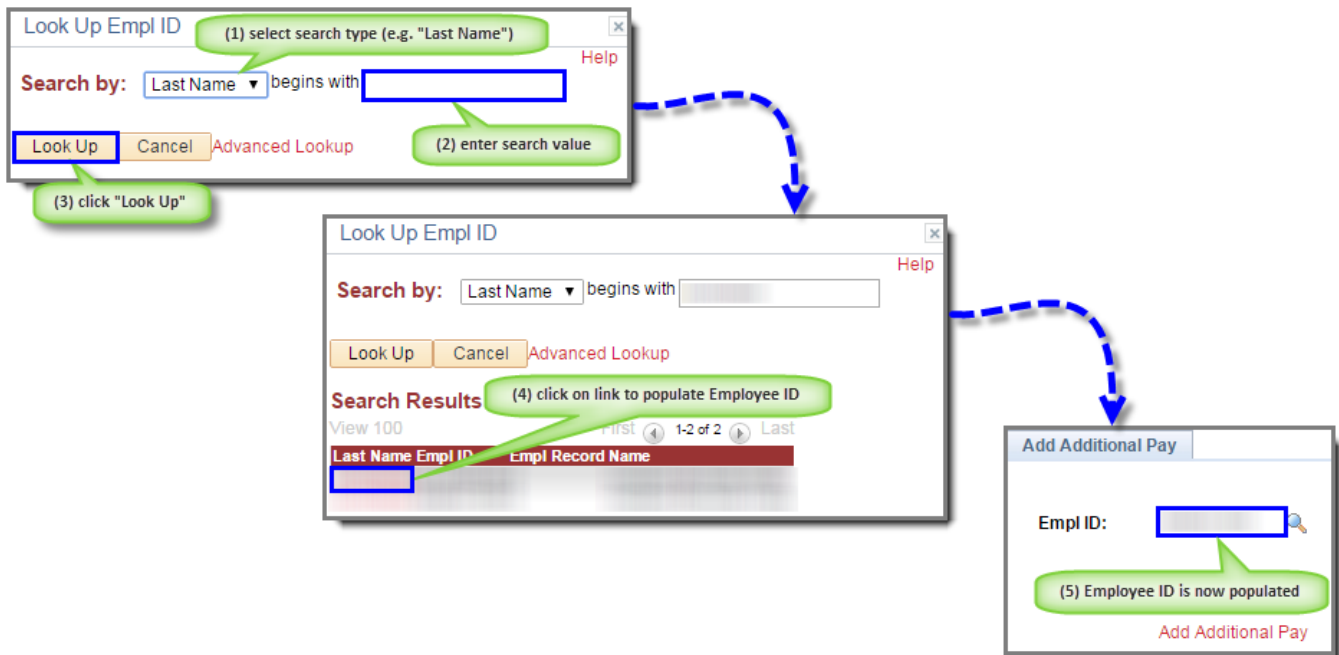 Look Up Empl ID
(1) select search type (e.g. "Last Name")
Help
Search by: Last Name begins with
(2) enter search value
Look Up Cancel Advanced Lookup
(3) click "Look Up"
Look Up Empl ID
Help
Search by: Last Name begins with
Look Up Cancel Advanced Lookup
(4) click on link to populate Employee ID
Search Results
View 100 First 1-2 of 2 Last
Last Name Empl ID Empl Record Name
Add Additional Pay
Empl ID:
(5) Employee ID is now populated
Add Additional Pay